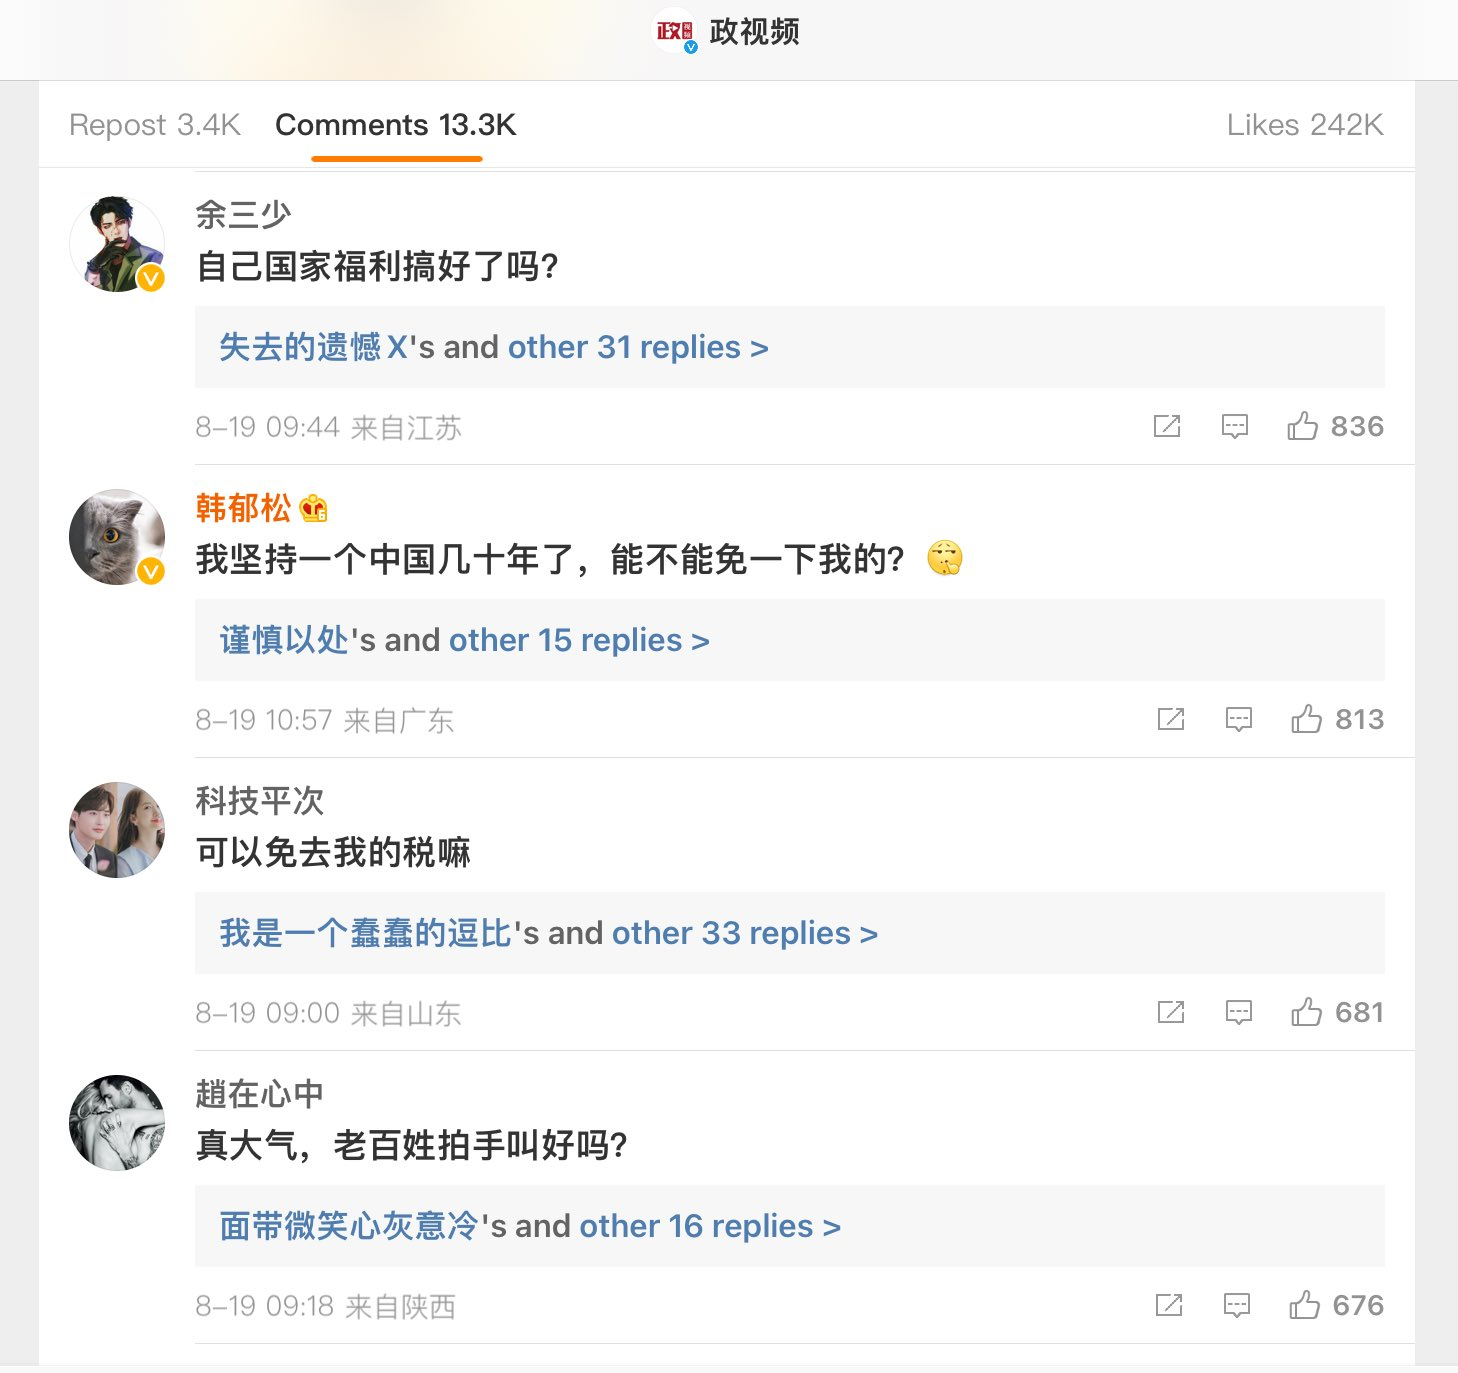 政视频
政视频
Repost 3.4K Comments 13.3K Likes 242K
余三少
自己国家福利搞好了吗?
失去的遗憾X's and other 31 replies >
8-19 09:44 来自江苏 836
韩郁松
我坚持一个中国几十年了，能不能免一下我的?
谨慎以处's and other 15 replies >
8-19 10:57 来自广东 813
科技平次
可以免去我的税嘛
我是一个蠢蠢的逗比's and other 33 replies >
8-19 09:00 来自山东 681
趙在心中
真大气，老百姓拍手叫好吗?
面带微笑心灰意冷's and other 16 replies >
8-19 09:18 来自陕西 676